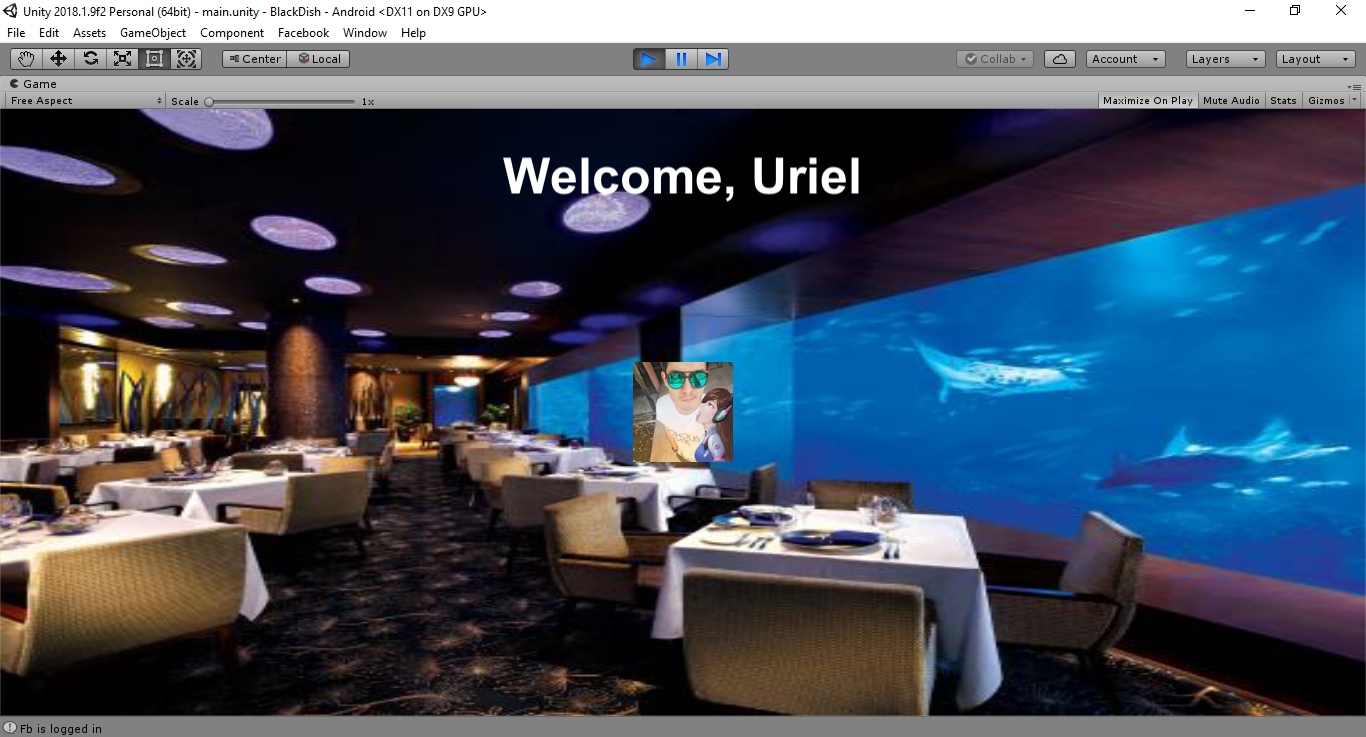 Unity 2018.1.9f2 Personal (64bit) - main.unity - BlackDish - Android <DX11 on DX9 GPU>
File Edit Assets GameObject Component Facebook Window Help
Center Local Collab Account Layers Layout
Game
Free Aspect Scale 1x Maximize On Play Mute Audio Stats Gizmos
Welcome, Uriel
Fb is logged in